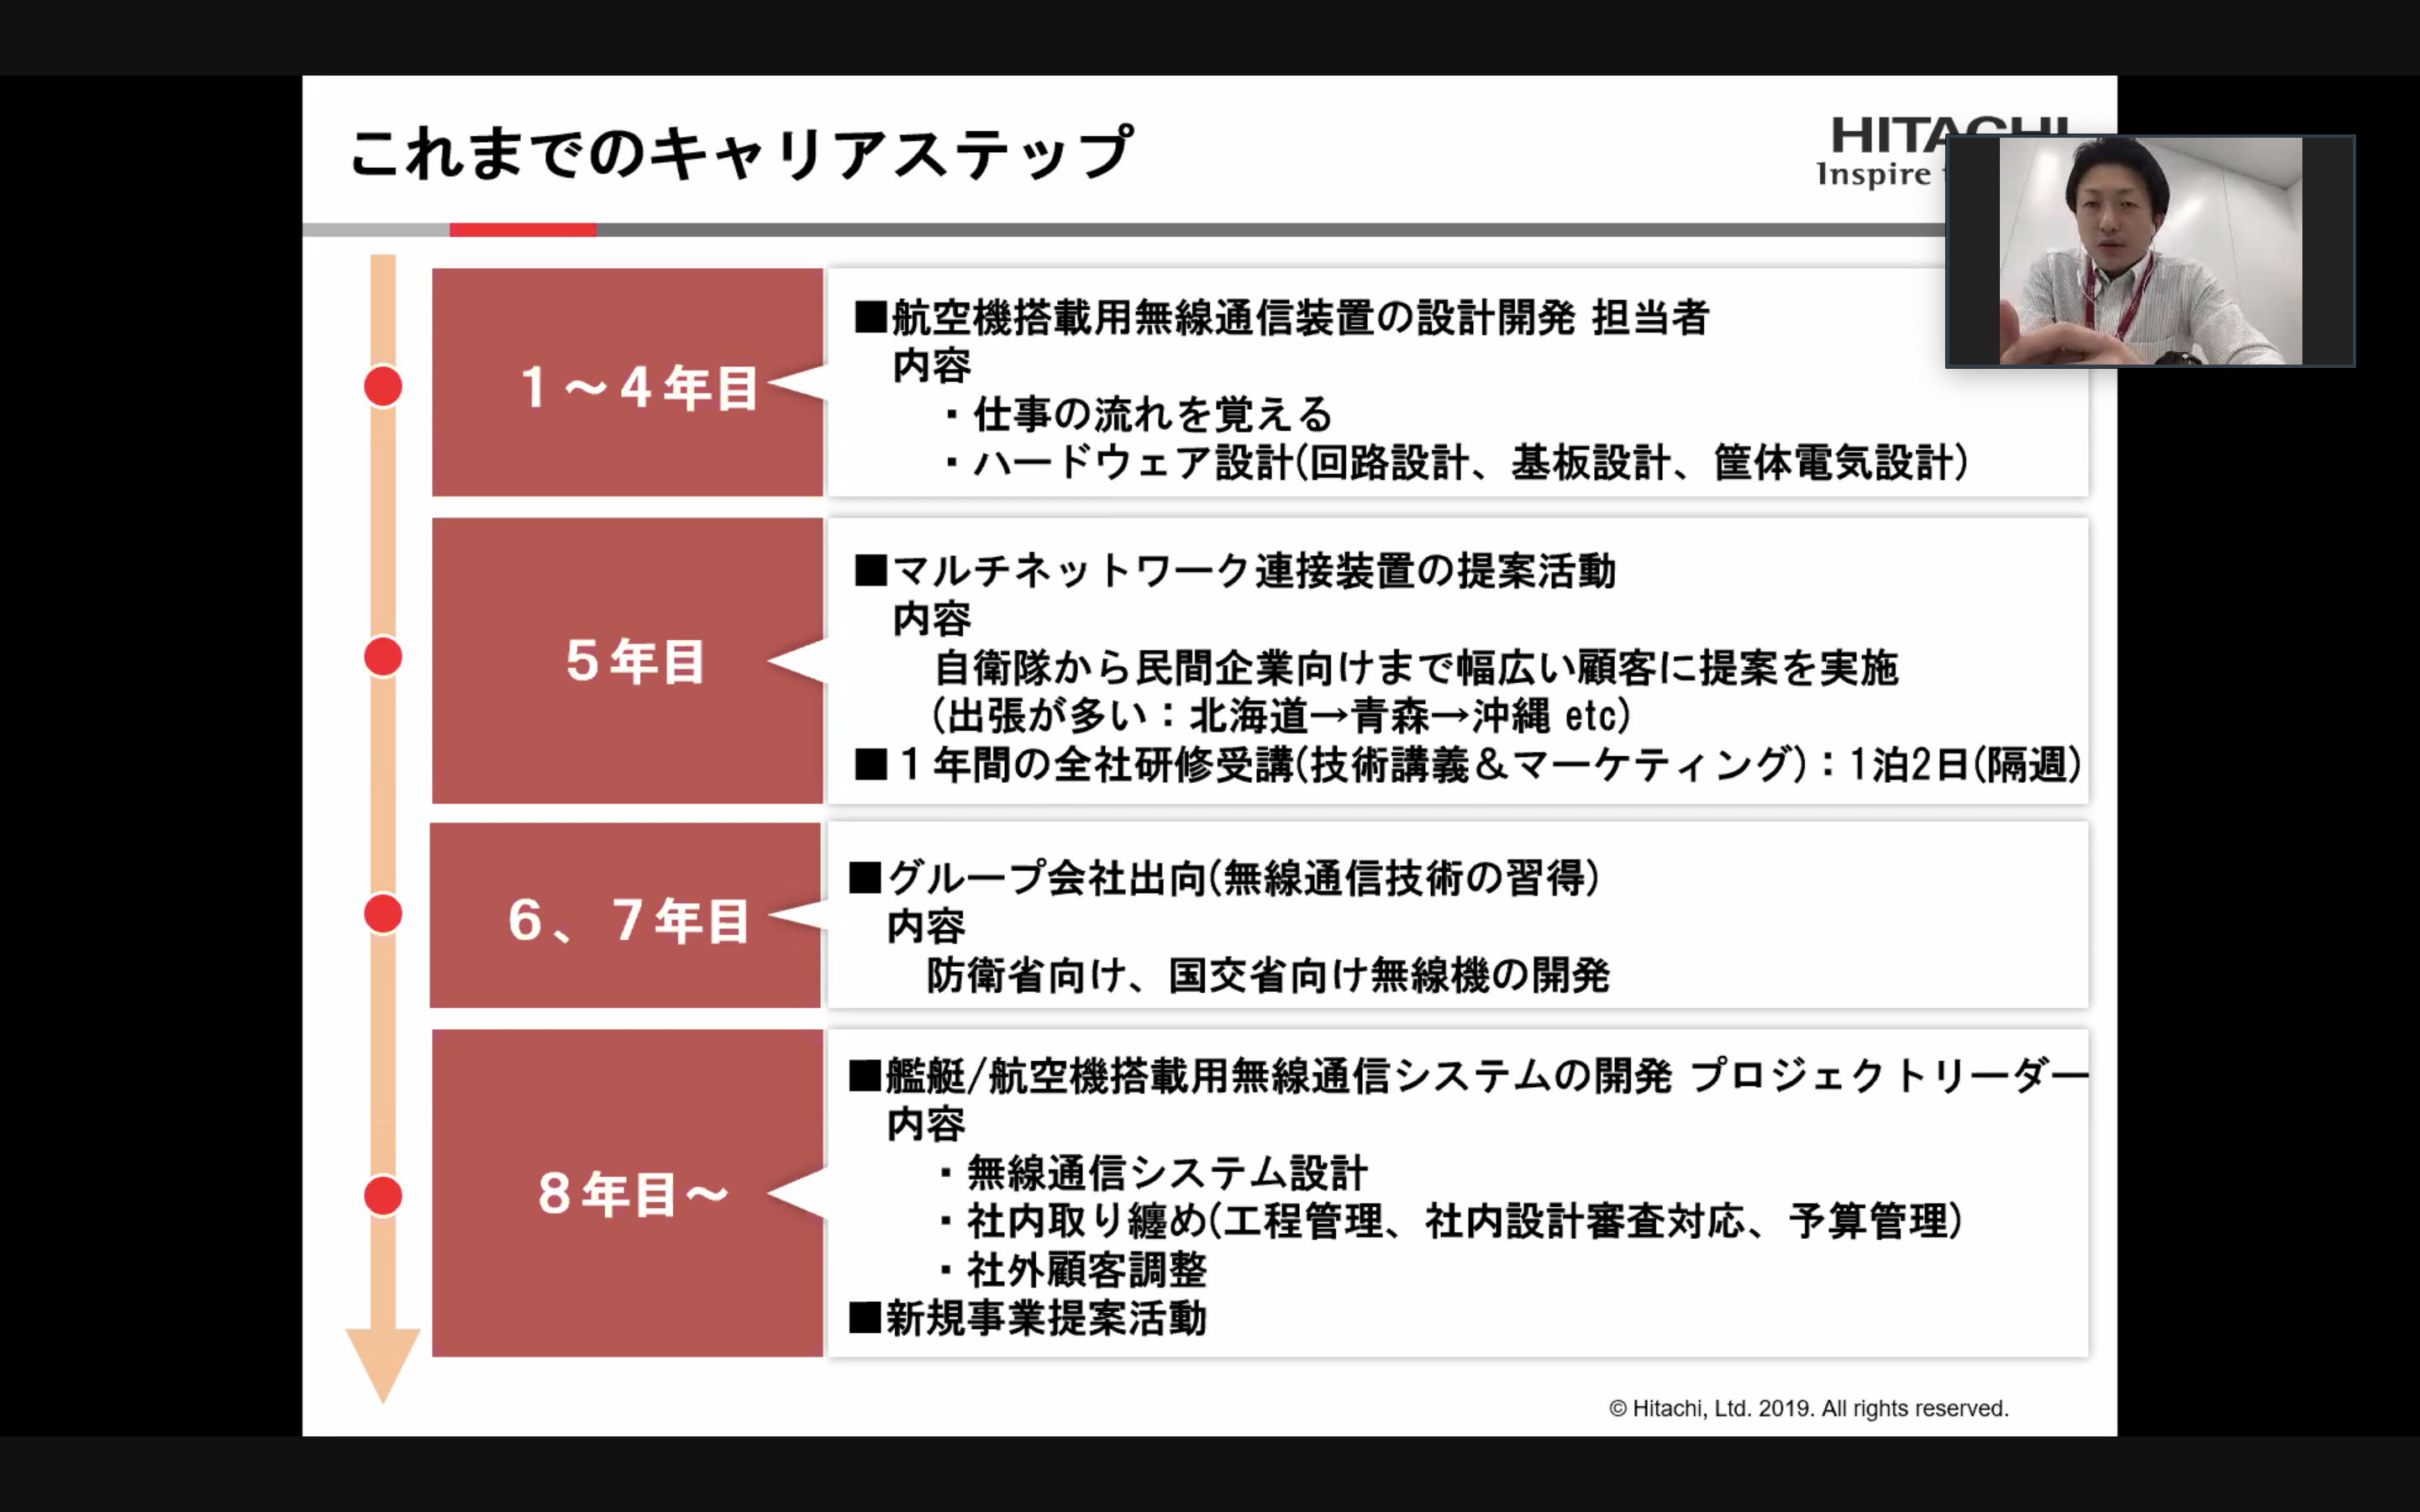 これまでのキャリアステップ
HITACHI
Inspire
1～4年目
■航空機搭載用無線通信装置の設計開発 担当者
内容
・仕事の流れを覚える
・ハードウェア設計(回路設計、基板設計、筐体電気設計)
5年目
■マルチネットワーク連接装置の提案活動
内容
自衛隊から民間企業向けまで幅広い顧客に提案を実施
(出張が多い：北海道→青森→沖縄 etc)
■１年間の全社研修受講(技術講義＆マーケティング)：1泊2日(隔週)
6、7年目
■グループ会社出向(無線通信技術の習得)
内容
防衛省向け、国交省向け無線機の開発
8年目～
■艦艇/航空機搭載用無線通信システムの開発 プロジェクトリーダー
内容
・無線通信システム設計
・社内取り纏め(工程管理、社内設計審査対応、予算管理)
・社外顧客調整
■新規事業提案活動
© Hitachi, Ltd. 2019. All rights reserved.